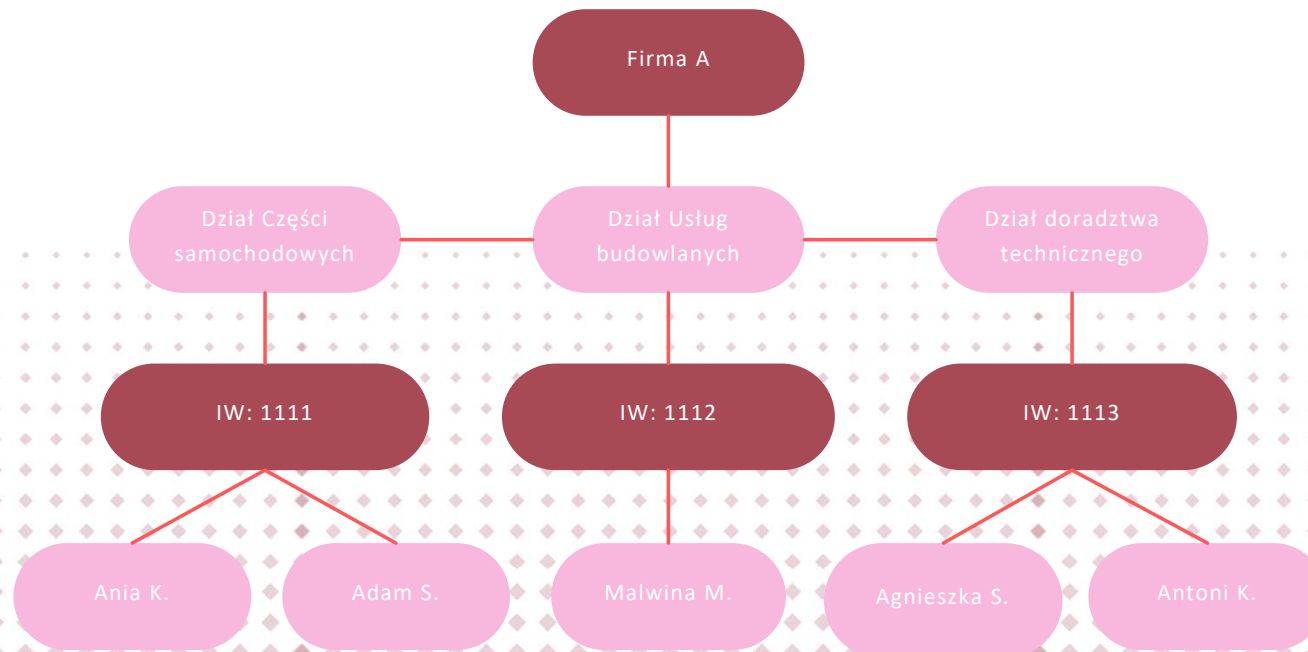 Firma A
Dział Części
samochodowych
Dział Usług
budowlanych
Dział doradztwa
technicznego
IW: 1111
IW: 1112
IW: 1113
Ania K.
Adam S.
Malwina M.
Agnieszka S.
Antoni K.